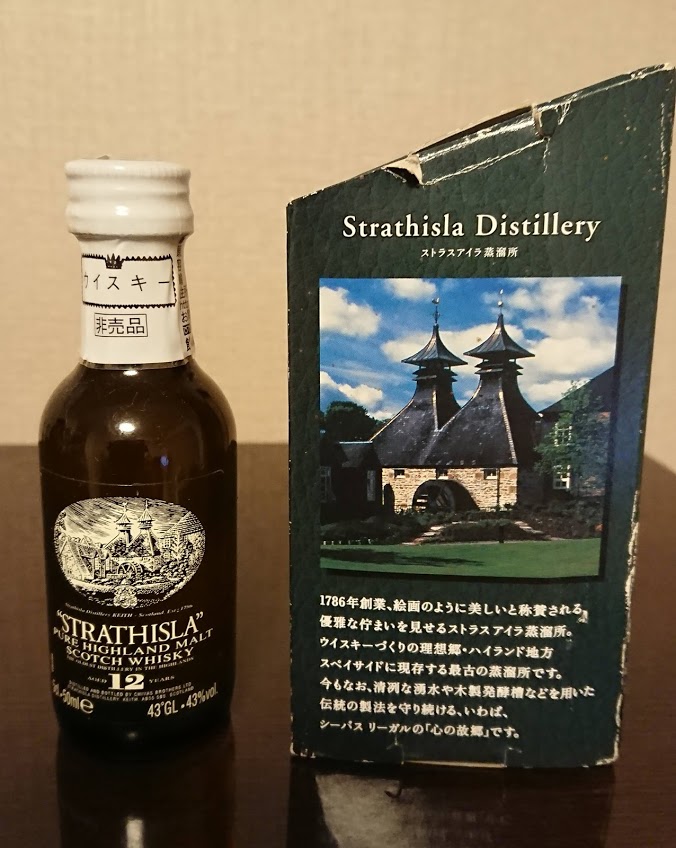 ウイスキー
非売品
Strathisla Distillery KEITH - Scotland Est; 1786
"STRATHISLA"
PURE HIGHLAND MALT
SCOTCH WHISKY
THE OLDEST DISTILLERY IN THE HIGHLANDS
AGED 12 YEARS
DISTILLED AND BOTTLED BY CHIVAS BROTHERS LTD.
STRATHISLA DISTILLERY KEITH AB55 SCOTLAND
50ml e 43°GL・43%vol.
Strathisla Distillery
ストラスアイラ蒸溜所
1786年創業、絵画のように美しいと称賛される
優雅な佇まいを見せるストラスアイラ蒸溜所。
ウイスキーづくりの理想郷・ハイランド地方
スペイサイドに現存する最古の蒸溜所です。
今もなお、清冽な湧水や木製発酵槽などを用いた
伝統の製法を守り続ける、いわば、
シーバス リーガルの「心の故郷」です。